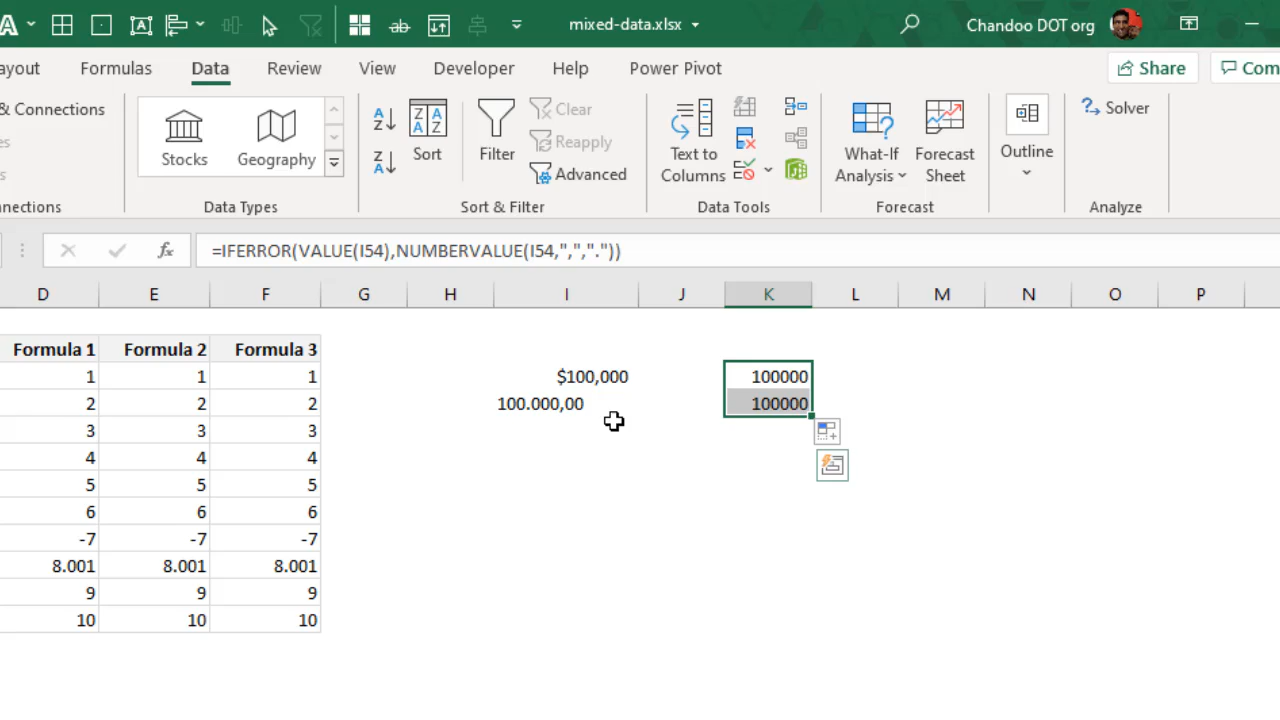 A
ab
mixed-data.xlsx
Chandoo DOT org
ayout Formulas Data Review View Developer Help Power Pivot Share Com
& Connections
es
s
nnections
Stocks Geography
Data Types
A Z
Z A
Z A A Z
Sort
Filter
Clear
Reapply
Advanced
Sort & Filter
Text to
Columns
Data Tools
What-If
Analysis
Forecast
Sheet
Forecast
Outline
Solver
Analyze
fx =IFERROR(VALUE(I54),NUMBERVALUE(I54,",","."))
D E F G H I J K L M N O P
Formula 1 Formula 2 Formula 3
1 1 1 $100,000 100000
2 2 2 100.000,00 100000
3 3 3
4 4 4
5 5 5
6 6 6
-7 -7 -7
8.001 8.001 8.001
9 9 9
10 10 10